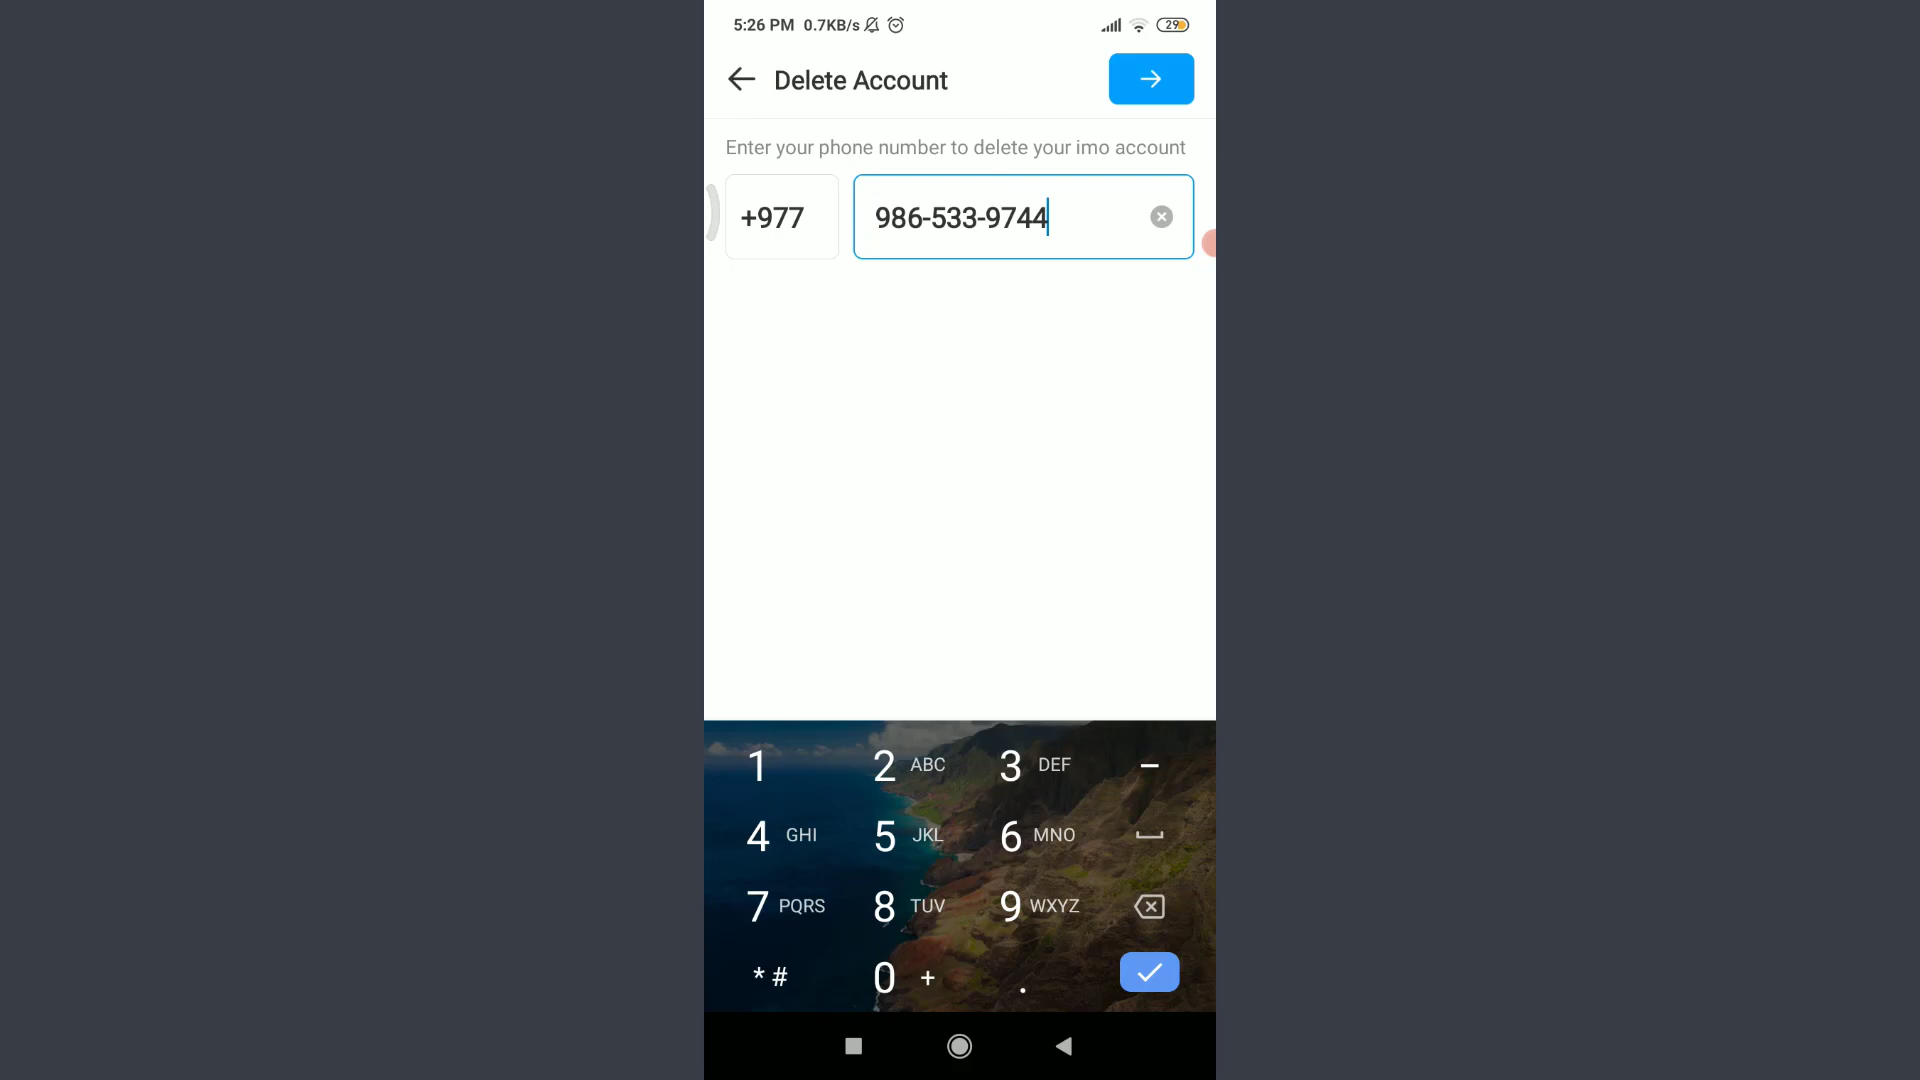 5:26 PM 0.7KB/s 29
Delete Account
Enter your phone number to delete your imo account
+977 986-533-9744
1 2 ABC 3 DEF –
4 GHI 5 JKL 6 MNO
7 PQRS 8 TUV 9 WXYZ
* # 0 + .